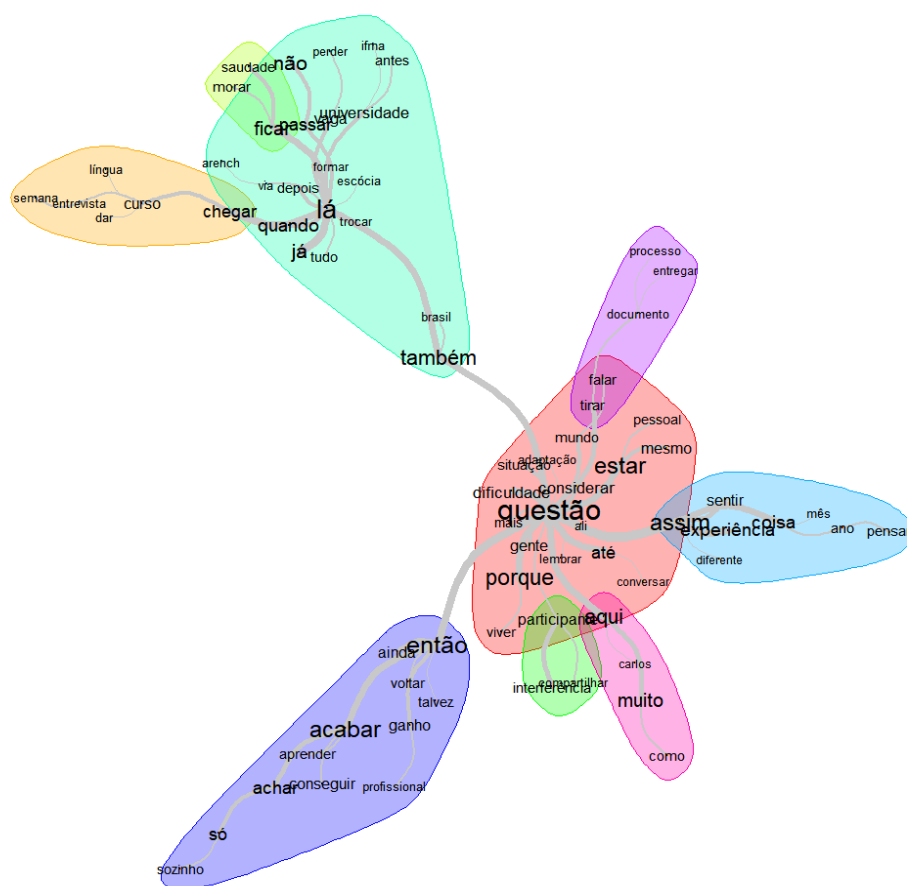 ifma
perder
antes
saudade
não
morar
vaga
universidade
ficar
passar
língua
arench
formar
escócia
semana
entrevista
curso
via
depois
dar
chegar
quando
lá
trocar
já
tudo
processo
entregar
brasil
documento
também
falar
tirar
pessoal
mundo
mesmo
situação
adaptação
estar
dificuldade
considerar
sentir
questão
mais
ali
assim
experiência
coisa
mês
ano
pensar
gente
lembrar
até
diferente
porque
conversar
viver
participante
aqui
então
ainda
voltar
talvez
interferência
compartilhar
carlos
muito
acabar
ganho
aprender
como
achar
conseguir
profissional
só
sozinho